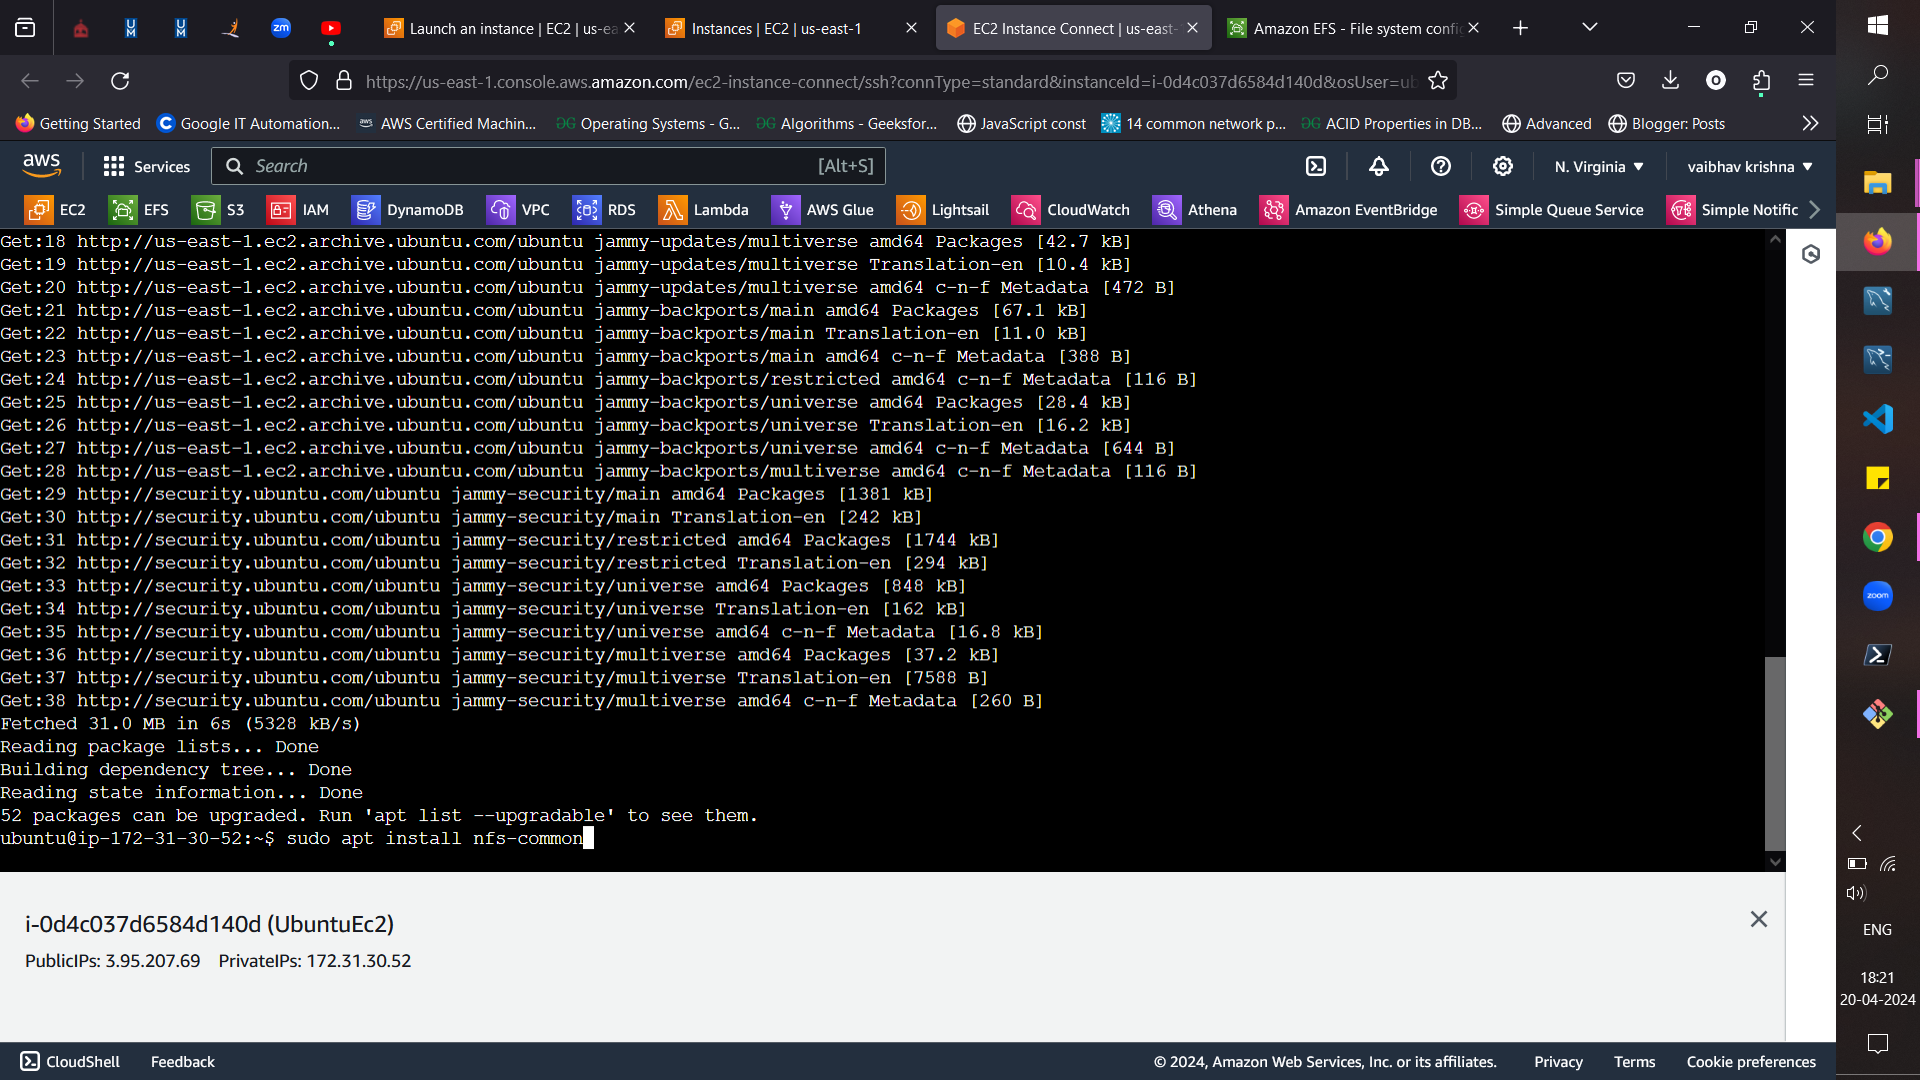 Launch an instance | EC2 | us-ea
Instances | EC2 | us-east-1
EC2 Instance Connect | us-east-
Amazon EFS - File system config
https://us-east-1.console.aws.amazon.com/ec2-instance-connect/ssh?connType=standard&instanceId=i-0d4c037d6584d140d&osUser=ub
Getting Started
Google IT Automation...
AWS Certified Machin...
Operating Systems - G...
Algorithms - Geeksfor...
JavaScript const
14 common network p...
ACID Properties in DB...
Advanced
Blogger: Posts
aws
Services
Search
[Alt+S]
N. Virginia
vaibhav krishna
EC2
EFS
S3
IAM
DynamoDB
VPC
RDS
Lambda
AWS Glue
Lightsail
CloudWatch
Athena
Amazon EventBridge
Simple Queue Service
Simple Notific
Get:18 http://us-east-1.ec2.archive.ubuntu.com/ubuntu jammy-updates/multiverse amd64 Packages [42.7 kB]
Get:19 http://us-east-1.ec2.archive.ubuntu.com/ubuntu jammy-updates/multiverse Translation-en [10.4 kB]
Get:20 http://us-east-1.ec2.archive.ubuntu.com/ubuntu jammy-updates/multiverse amd64 c-n-f Metadata [472 B]
Get:21 http://us-east-1.ec2.archive.ubuntu.com/ubuntu jammy-backports/main amd64 Packages [67.1 kB]
Get:22 http://us-east-1.ec2.archive.ubuntu.com/ubuntu jammy-backports/main Translation-en [11.0 kB]
Get:23 http://us-east-1.ec2.archive.ubuntu.com/ubuntu jammy-backports/main amd64 c-n-f Metadata [388 B]
Get:24 http://us-east-1.ec2.archive.ubuntu.com/ubuntu jammy-backports/restricted amd64 c-n-f Metadata [116 B]
Get:25 http://us-east-1.ec2.archive.ubuntu.com/ubuntu jammy-backports/universe amd64 Packages [28.4 kB]
Get:26 http://us-east-1.ec2.archive.ubuntu.com/ubuntu jammy-backports/universe Translation-en [16.2 kB]
Get:27 http://us-east-1.ec2.archive.ubuntu.com/ubuntu jammy-backports/universe amd64 c-n-f Metadata [644 B]
Get:28 http://us-east-1.ec2.archive.ubuntu.com/ubuntu jammy-backports/multiverse amd64 c-n-f Metadata [116 B]
Get:29 http://security.ubuntu.com/ubuntu jammy-security/main amd64 Packages [1381 kB]
Get:30 http://security.ubuntu.com/ubuntu jammy-security/main Translation-en [242 kB]
Get:31 http://security.ubuntu.com/ubuntu jammy-security/restricted amd64 Packages [1744 kB]
Get:32 http://security.ubuntu.com/ubuntu jammy-security/restricted Translation-en [294 kB]
Get:33 http://security.ubuntu.com/ubuntu jammy-security/universe amd64 Packages [848 kB]
Get:34 http://security.ubuntu.com/ubuntu jammy-security/universe Translation-en [162 kB]
Get:35 http://security.ubuntu.com/ubuntu jammy-security/universe amd64 c-n-f Metadata [16.8 kB]
Get:36 http://security.ubuntu.com/ubuntu jammy-security/multiverse amd64 Packages [37.2 kB]
Get:37 http://security.ubuntu.com/ubuntu jammy-security/multiverse Translation-en [7588 B]
Get:38 http://security.ubuntu.com/ubuntu jammy-security/multiverse amd64 c-n-f Metadata [260 B]
Fetched 31.0 MB in 6s (5328 kB/s)
Reading package lists... Done
Building dependency tree... Done
Reading state information... Done
52 packages can be upgraded. Run 'apt list --upgradable' to see them.
ubuntu@ip-172-31-30-52:~$ sudo apt install nfs-common
i-0d4c037d6584d140d (UbuntuEc2)
PublicIPs: 3.95.207.69 PrivateIPs: 172.31.30.52
CloudShell
Feedback
© 2024, Amazon Web Services, Inc. or its affiliates.
Privacy
Terms
Cookie preferences
zoom
ENG
18:21
20-04-2024